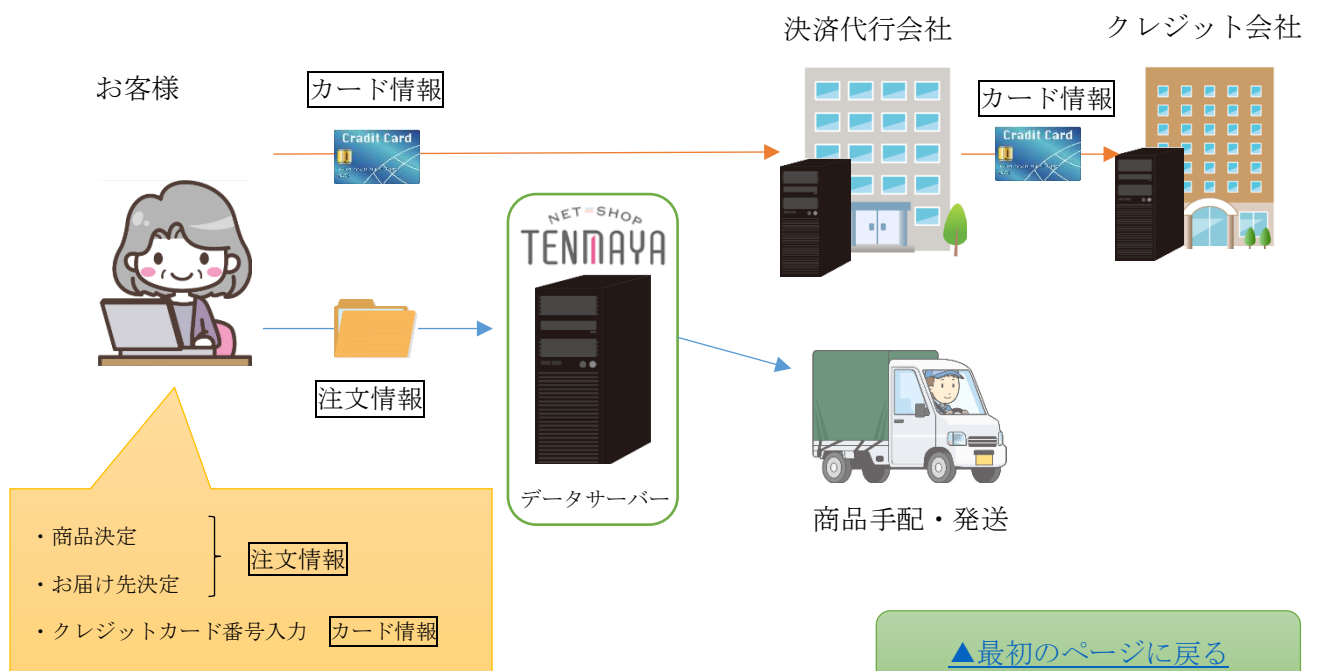 決済代行会社
クレジット会社
お客様
カード情報
カード情報
Cradit Card
Cradit Card
NET=SHOP
TENMAYA
注文情報
データサーバー
商品手配・発送
・商品決定
・お届け先決定
注文情報
・クレジットカード番号入力 カード情報
▲最初のページに戻る